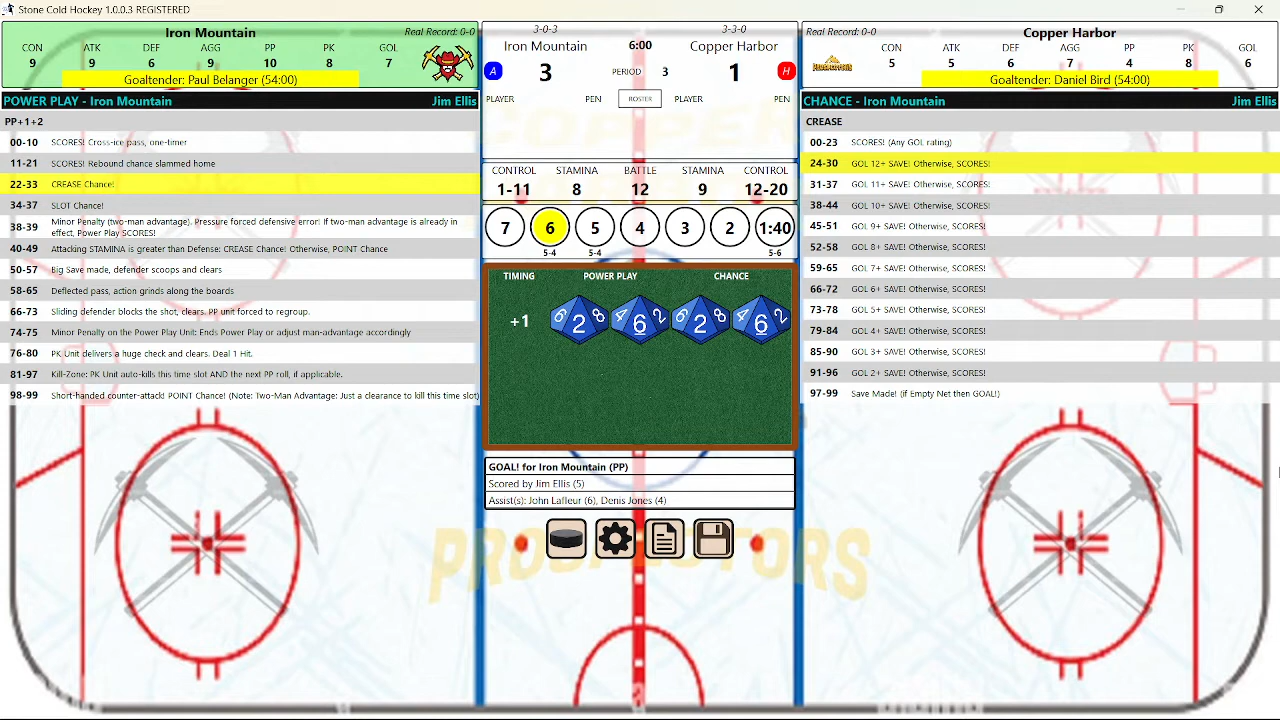 Stone Cold Hockey 1.0.0.3 REGISTERED
Iron Mountain
Real Record: 0-0
CON ATK DEF AGG PP PK GOL
9 9 9 9 10 8 7
Goaltender: Paul Belanger (54:00)
3-0-3 3-3-0
Iron Mountain 6:00 Copper Harbor
A 3 PERIOD 3 1 H
PLAYER PEN ROSTER PLAYER PEN
Real Record: 0-0
Copper Harbor
CON ATK DEF AGG PP PK GOL
5 5 6 7 4 8 6
Goaltender: Daniel Bird (54:00)
POWER PLAY - Iron Mountain Jim Ellis
PP+1+2
00-10 SCORES! Cross-ice pass, one-timer
11-21 SCORES! Rebound chance slammed home
22-33 CREASE Chance!
34-37 SLOT Chance!
38-39 Minor Penalty (two-man advantage). Pressure forced defensive error! If two-man advantage is already in
effect, Power Play SCORES!
40-49 Attacking STAMINA is greater than Defense: CREASE Chance! Otherwise, POINT Chance
50-57 Big Save made, defender scoops and clears
58-65 Deflected pass, action grinds along the boards
66-73 Sliding defender blocks the shot, clears. PP unit forced to regroup.
74-75 Minor Penalty on the Power Play Unit: Ends Power Play or adjust man-advantage accordingly
76-80 PK Unit delivers a huge check and clears. Deal 1 Hit.
81-97 Kill-Zone: PK Unit auto-kills this time slot AND the next PP roll, if applicable.
98-99 Short-handed counter-attack! POINT Chance! (Note: Two-Man Advantage: Just a clearance to kill this time slot)
CONTROL STAMINA BATTLE STAMINA CONTROL
1-11 8 12 9 12-20
7 6 5 4 3 2 1:40
5-4 5-4 5-6
TIMING POWER PLAY CHANCE
+1 6 2 8 4 6 2 6 2 8 4 6 2
GOAL! for Iron Mountain (PP)
Scored by Jim Ellis (5)
Assist(s): John Lafleur (6), Denis Jones (4)
CHANCE - Iron Mountain Jim Ellis
CREASE
00-23 SCORES! (Any GOL rating)
24-30 GOL 12+ SAVE! Otherwise, SCORES!
31-37 GOL 11+ SAVE! Otherwise, SCORES!
38-44 GOL 10+ SAVE! Otherwise, SCORES!
45-51 GOL 9+ SAVE! Otherwise, SCORES!
52-58 GOL 8+ SAVE! Otherwise, SCORES!
59-65 GOL 7+ SAVE! Otherwise, SCORES!
66-72 GOL 6+ SAVE! Otherwise, SCORES!
73-78 GOL 5+ SAVE! Otherwise, SCORES!
79-84 GOL 4+ SAVE! Otherwise, SCORES!
85-90 GOL 3+ SAVE! Otherwise, SCORES!
91-96 GOL 2+ SAVE! Otherwise, SCORES!
97-99 Save Made! (if Empty Net then GOAL!)
COPPER
PROSPECTORS